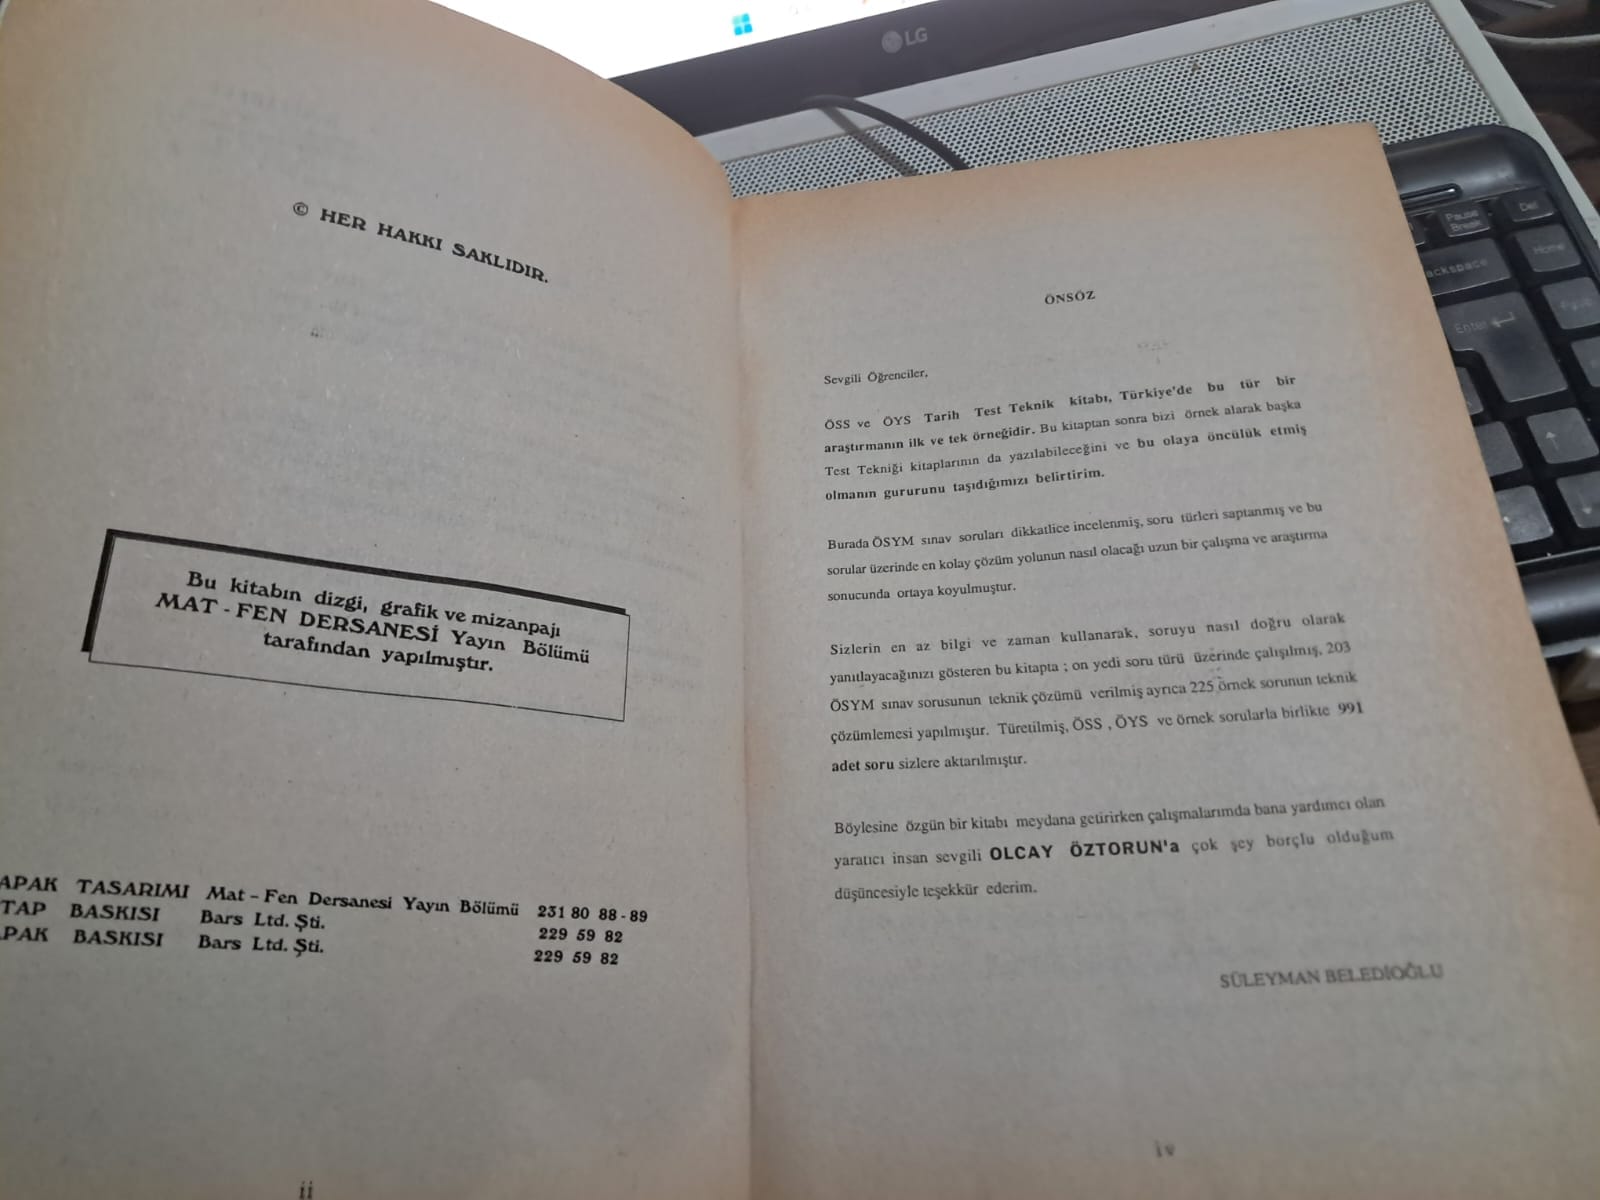 LG
© HER HAKKI SAKLIDIR.
Bu kitabın dizgi, grafik ve mizanpajı
MAT - FEN DERSANESİ Yayın Bölümü
tarafından yapılmıştır.
APAK TASARIMI Mat - Fen Dersanesi Yayın Bölümü 231 80 88 - 89
TAP BASKISI Bars Ltd. Şti. 229 59 82
PAK BASKISI Bars Ltd. Şti. 229 59 82
ii
ÖNSÖZ
Sevgili Öğrenciler,
ÖSS ve ÖYS Tarih Test Teknik kitabı, Türkiye'de bu tür bir
araştırmanın ilk ve tek örneğidir. Bu kitaptan sonra bizi örnek alarak başka
Test Tekniği kitaplarının da yazılabileceğini ve bu olaya öncülük etmiş
olmanın gururunu taşıdığımızı belirtirim.
Burada ÖSYM sınav soruları dikkatlice incelenmiş, soru türleri saptanmış ve bu
sorular üzerinde en kolay çözüm yolunun nasıl olacağı uzun bir çalışma ve araştırma
sonucunda ortaya koyulmuştur.
Sizlerin en az bilgi ve zaman kullanarak, soruyu nasıl doğru olarak
yanıtlayacağınızı gösteren bu kitapta ; on yedi soru türü üzerinde çalışılmış, 203
ÖSYM sınav sorusunun teknik çözümü verilmiş ayrıca 225 örnek sorunun teknik
çözümlemesi yapılmıştır. Türetilmiş, ÖSS , ÖYS ve örnek sorularla birlikte 991
adet soru sizlere aktarılmıştır.
Böylesine özgün bir kitabı meydana getirirken çalışmalarımda bana yardımcı olan
yaratıcı insan sevgili OLCAY ÖZTORUN'a çok şey borçlu olduğum
düşüncesiyle teşekkür ederim.
SÜLEYMAN BELEDİOĞLU
iv
Pause
Break
Del
ackspace
Home
Enter